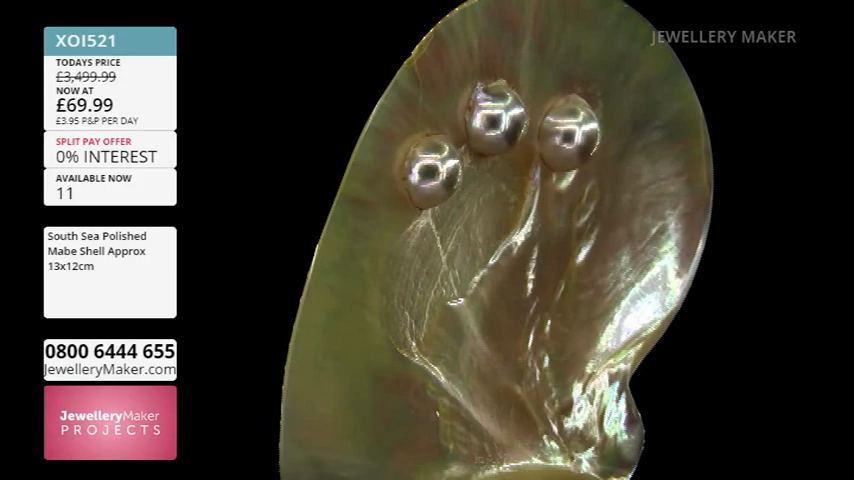 XOI521
TODAYS PRICE
£3,499.99
NOW AT
£69.99
£3.95 P&P PER DAY
SPLIT PAY OFFER
0% INTEREST
AVAILABLE NOW
11
South Sea Polished
Mabe Shell Approx
13x12cm
0800 6444 655
JewelleryMaker.com
JewelleryMaker
PROJECTS
JEWELLERY MAKER